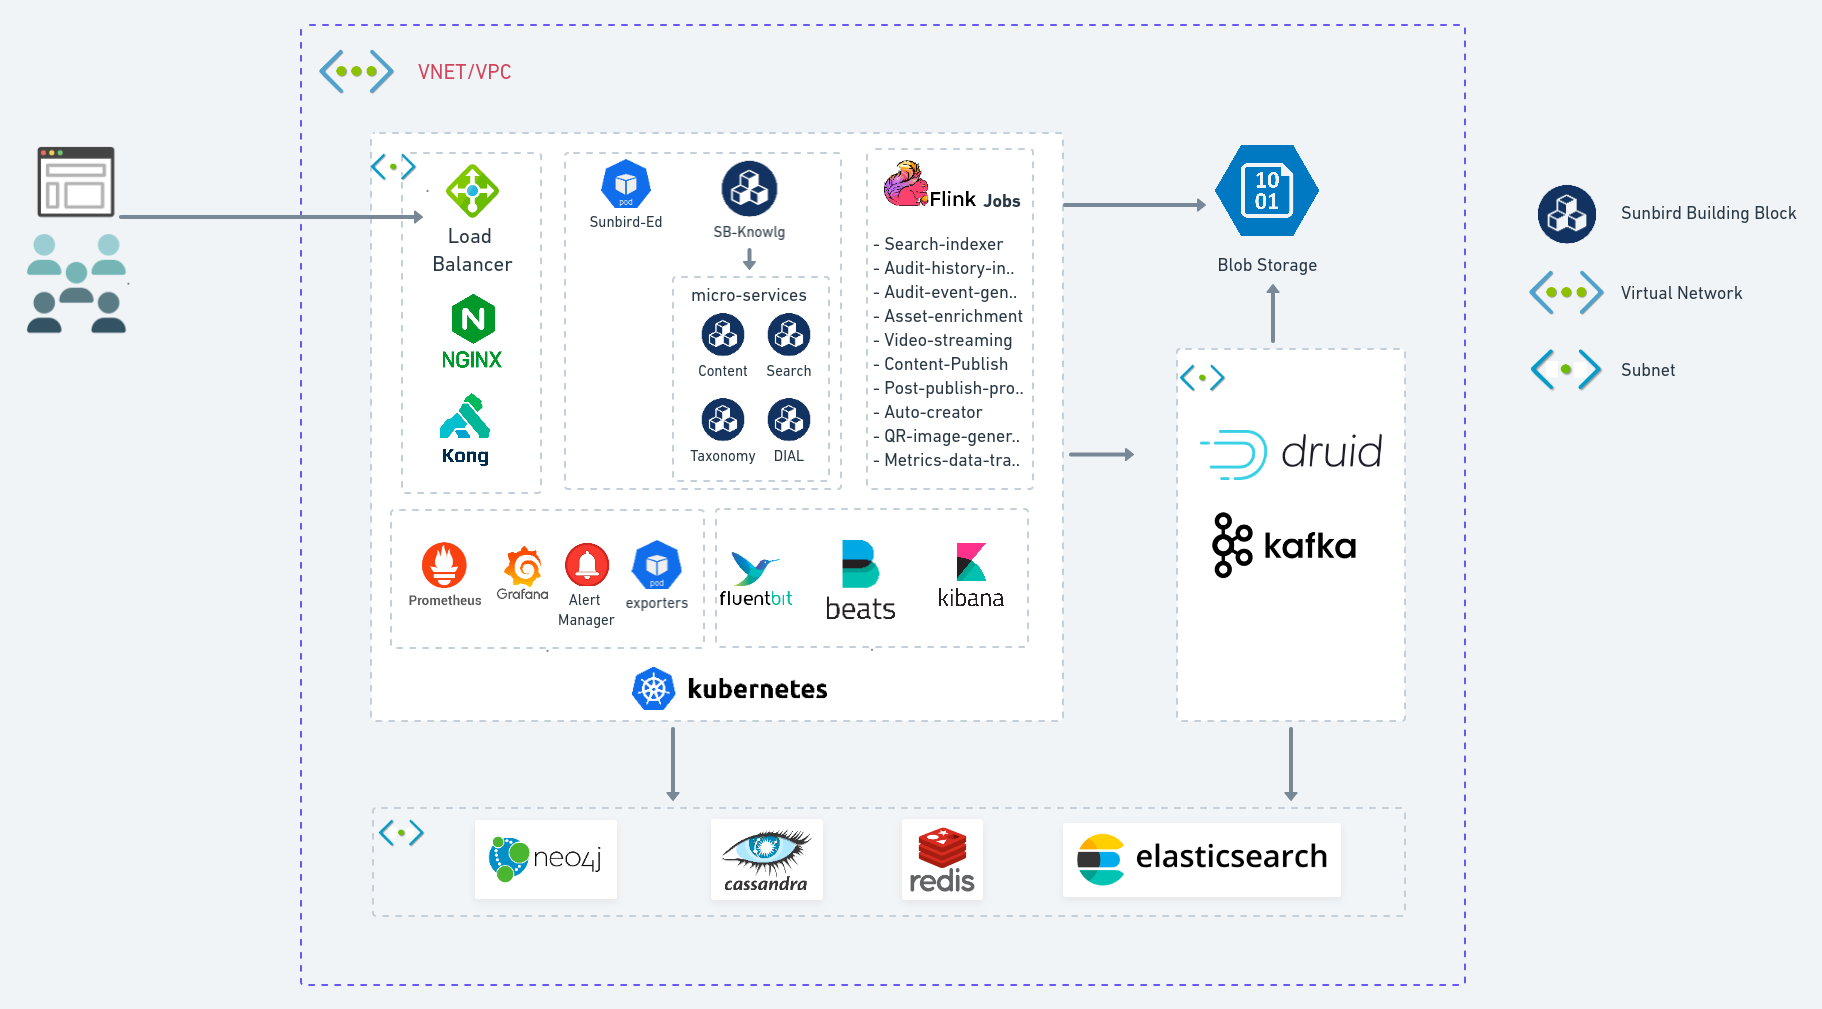 VNET/VPC
Load
Balancer
NGINX
Kong
pod
Sunbird-Ed
SB-Knowlg
micro-services
Content
Search
Taxonomy
DIAL
Flink Jobs
- Search-indexer
- Audit-history-in..
- Audit-event-gen..
- Asset-enrichment
- Video-streaming
- Content-Publish
- Post-publish-pro..
- Auto-creator
- QR-image-gener..
- Metrics-data-tra..
Prometheus
Grafana
Alert
Manager
pod
exporters
fluentbit
beats
kibana
kubernetes
10
01
Blob Storage
druid
kafka
neo4j
cassandra
redis
elasticsearch
Sunbird Building Block
Virtual Network
Subnet